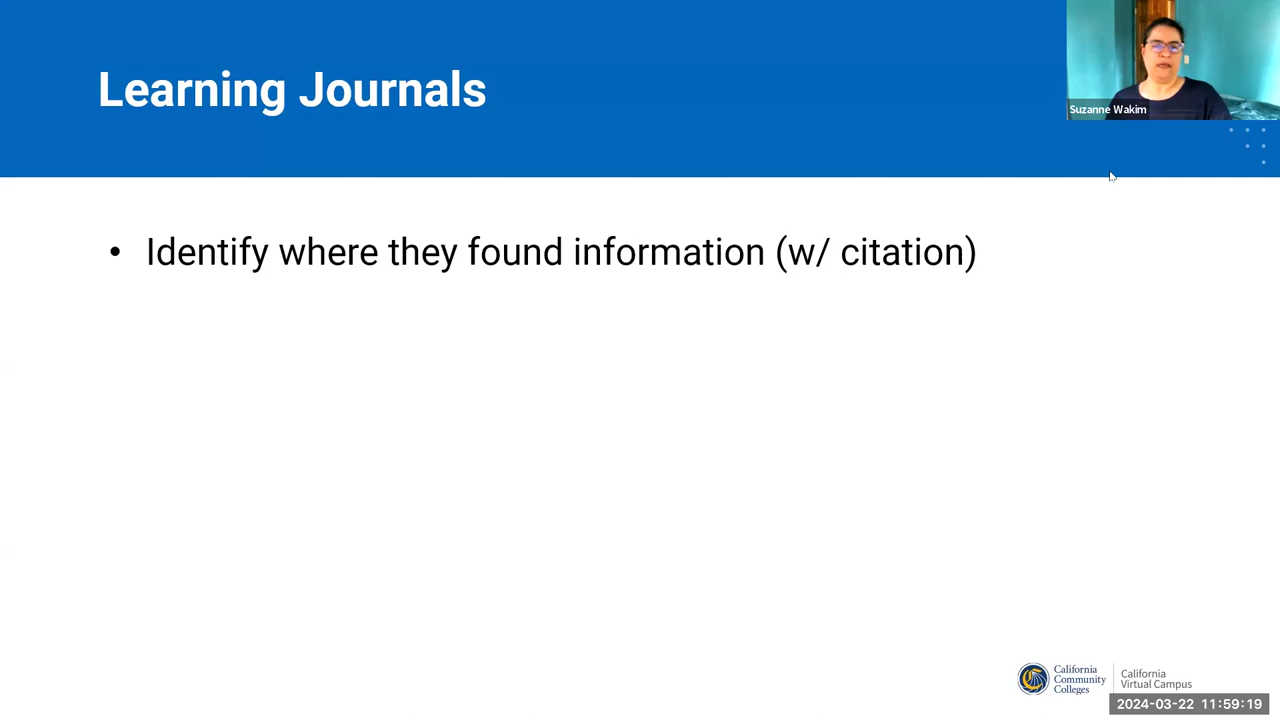 Learning Journals
Suzanne Wakim
• Identify where they found information (w/ citation)
California
Community
Colleges
California
Virtual Campus
2024-03-22 11:59:19